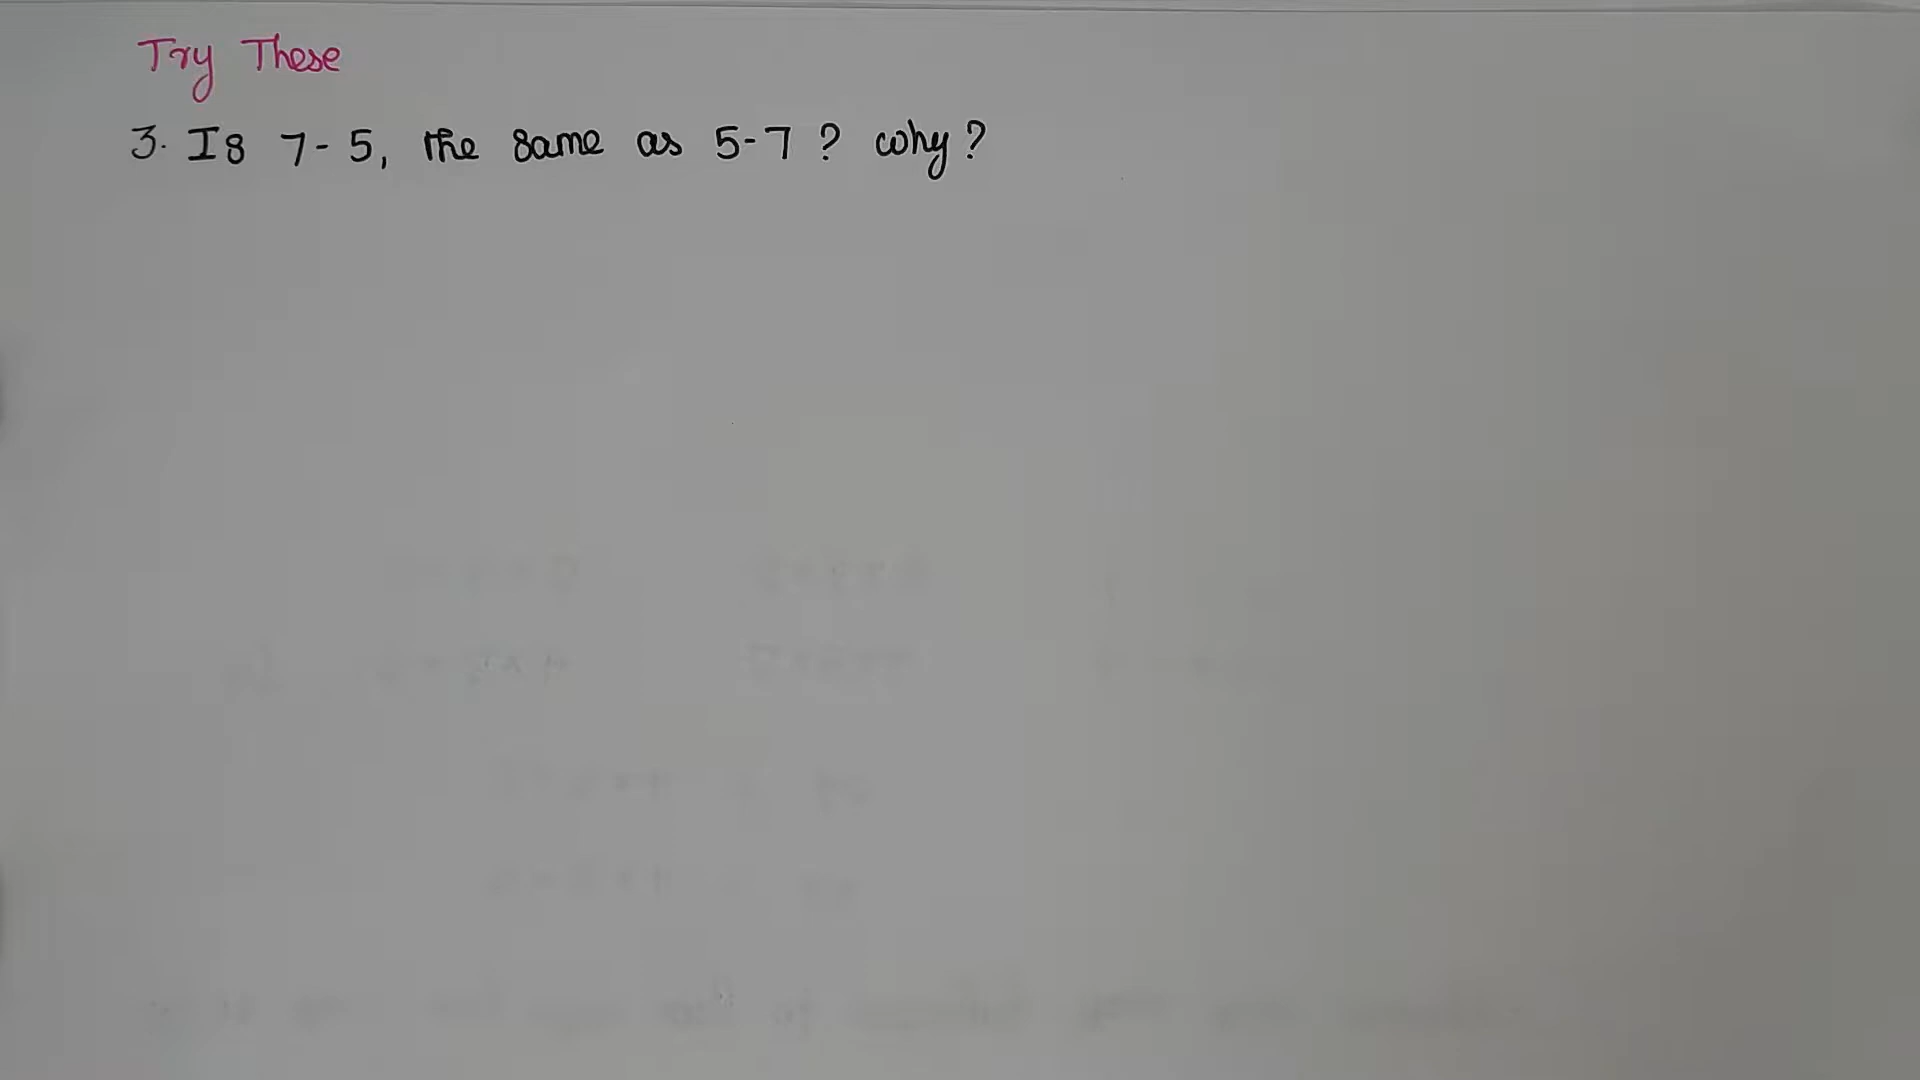 Try These
3. Is 7-5, the same as 5-7? why?